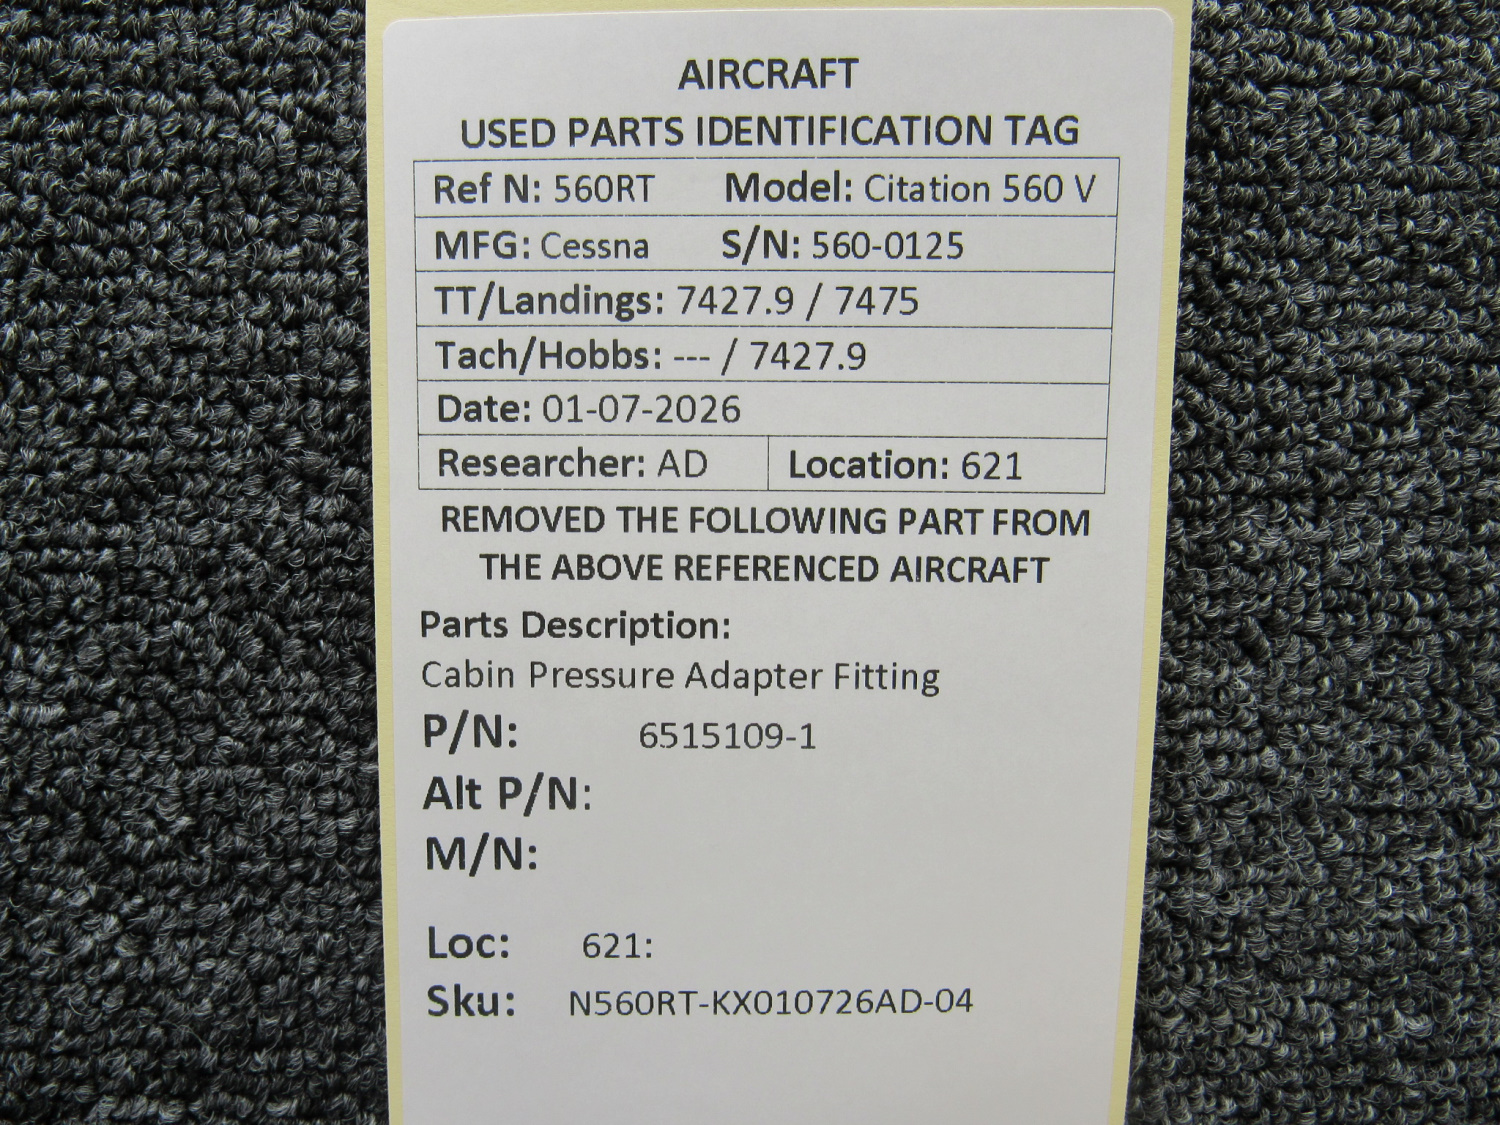 AIRCRAFT
USED PARTS IDENTIFICATION TAG
Ref N: 560RT Model: Citation 560 V
MFG: Cessna S/N: 560-0125
TT/Landings: 7427.9 / 7475
Tach/Hobbs: --- / 7427.9
Date: 01-07-2026
Researcher: AD Location: 621
REMOVED THE FOLLOWING PART FROM
THE ABOVE REFERENCED AIRCRAFT
Parts Description:
Cabin Pressure Adapter Fitting
P/N: 6515109-1
Alt P/N:
M/N:
Loc: 621:
Sku: N560RT-KX010726AD-04